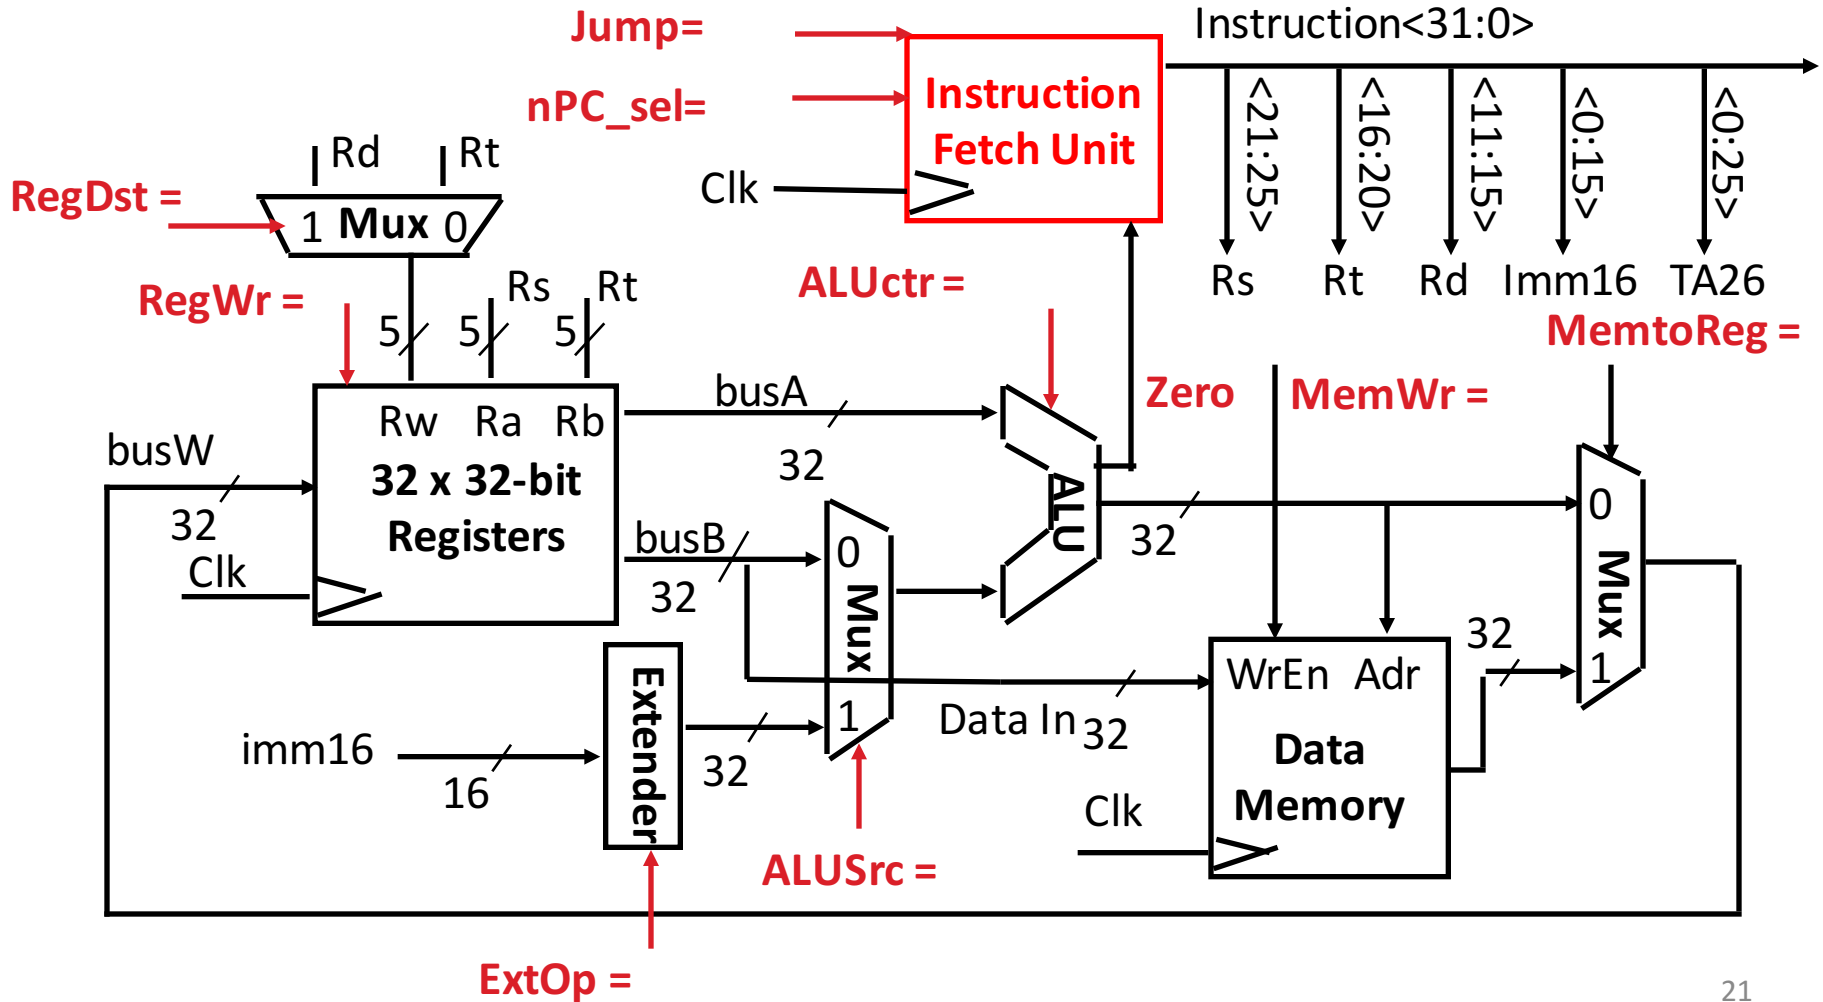 Jump=
Instruction<31:0>
nPC_sel=
Instruction
Fetch Unit
Clk
<21:25>
<16:20>
<11:15>
<0:15>
<0:25>
Rs
Rt
Rd
Imm16
TA26
Rd
Rt
RegDst =
1 Mux 0
RegWr =
5
5
Rs
5
Rt
ALUctr =
Zero
MemWr =
MemtoReg =
busW
32
Clk
Rw Ra Rb
32 x 32-bit
Registers
busA
32
busB
32
0
Mux
1
ALU
32
imm16
16
Extender
32
ALUSrc =
ExtOp =
Data In
32
WrEn Adr
Data
Memory
Clk
32
0
Mux
1
21